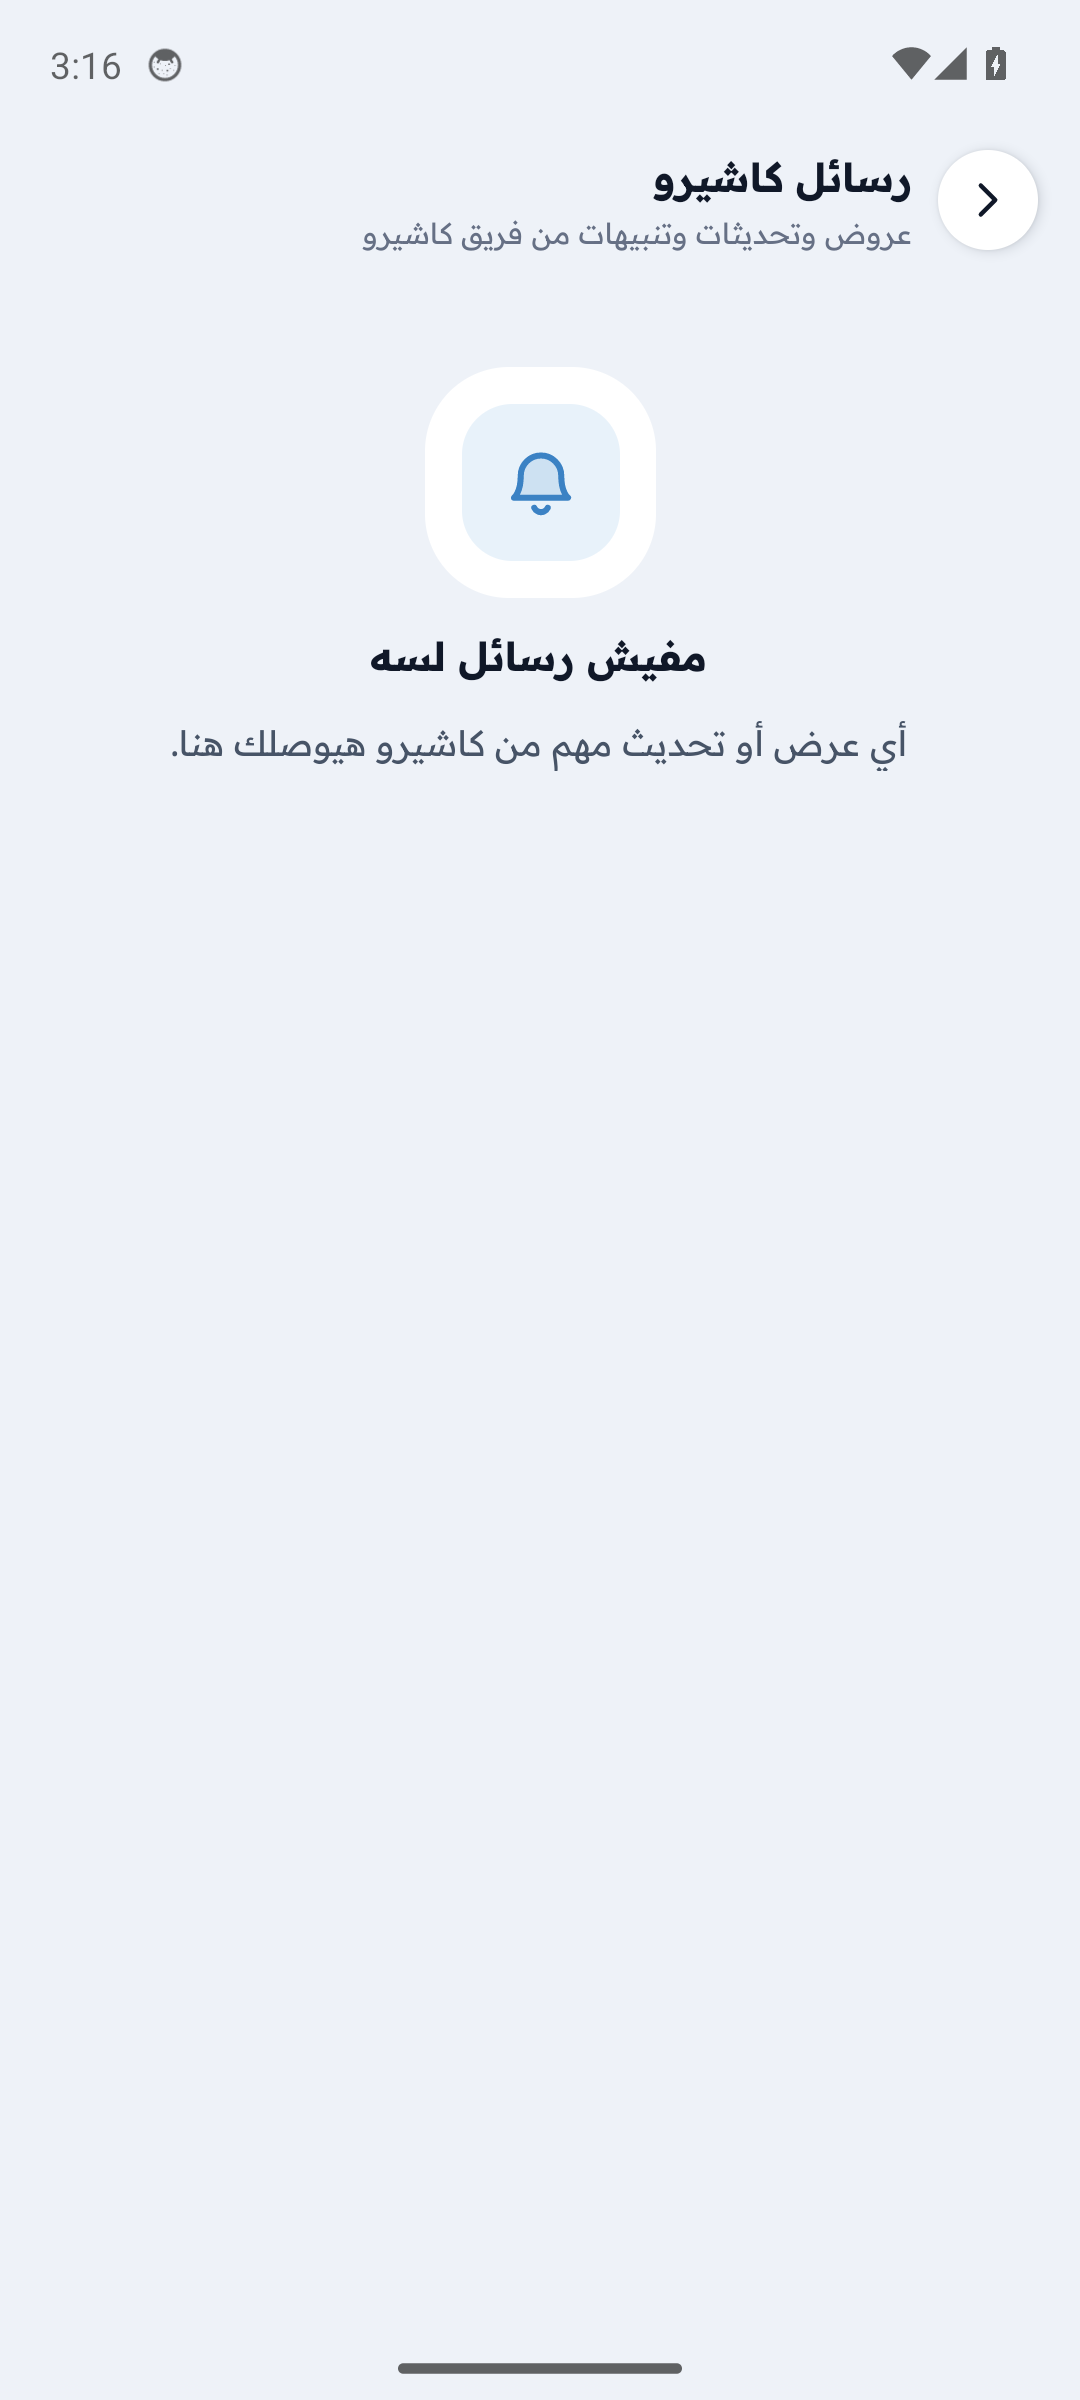 3:16
رسائل كاشيرو
عروض وتحديثات وتنبيهات من فريق كاشيرو
مفيش رسائل لسه
أي عرض أو تحديث مهم من كاشيرو هيوصلك هنا.